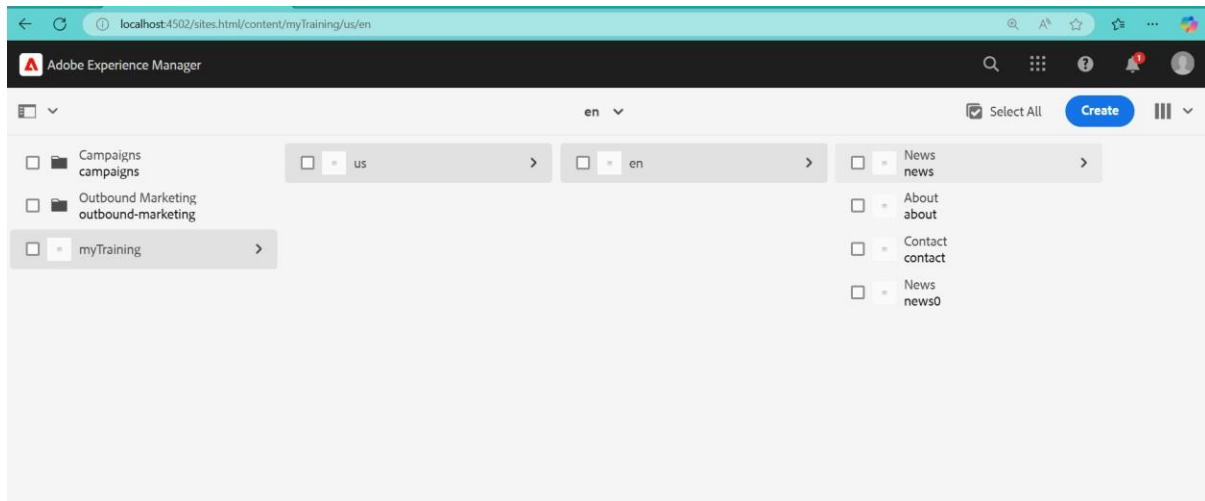 localhost:4502/sites.html/content/myTraining/us/en
Adobe Experience Manager
1
en
Select All
Create
Campaigns
campaigns
Outbound Marketing
outbound-marketing
myTraining
us
en
News
news
About
about
Contact
contact
News
news0